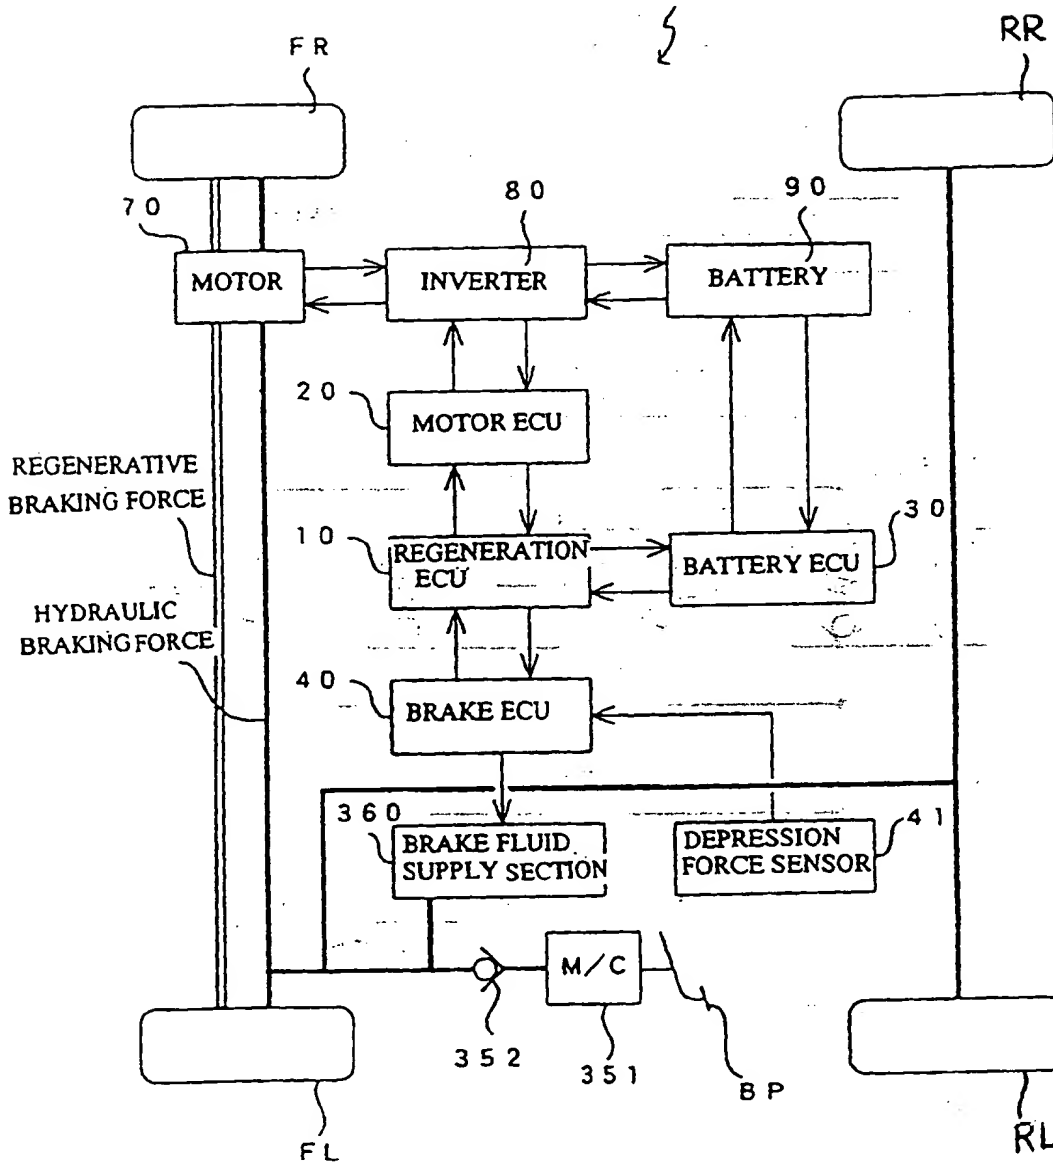 FR
RR
70
80
90
MOTOR
INVERTER
BATTERY
20
MOTOR ECU
REGENERATIVE
BRAKING FORCE
10
REGENERATION
ECU
30
BATTERY ECU
HYDRAULIC
BRAKING FORCE
40
BRAKE ECU
360
BRAKE FLUID
SUPPLY SECTION
DEPRESSION
FORCE SENSOR
41
M/C
352
351
BP
FL
RL